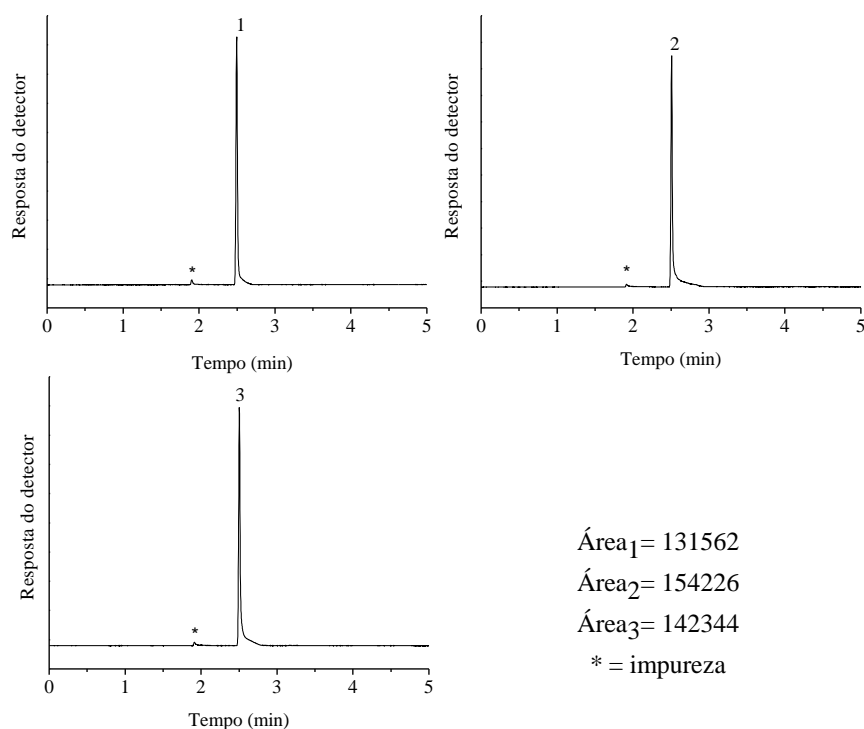 1
Resposta do detector
*
0 1 2 3 4 5
Tempo (min)
2
Resposta do detector
*
0 1 2 3 4 5
Tempo (min)
3
Resposta do detector
*
0 1 2 3 4 5
Tempo (min)
Área1= 131562
Área2= 154226
Área3= 142344
* = impureza